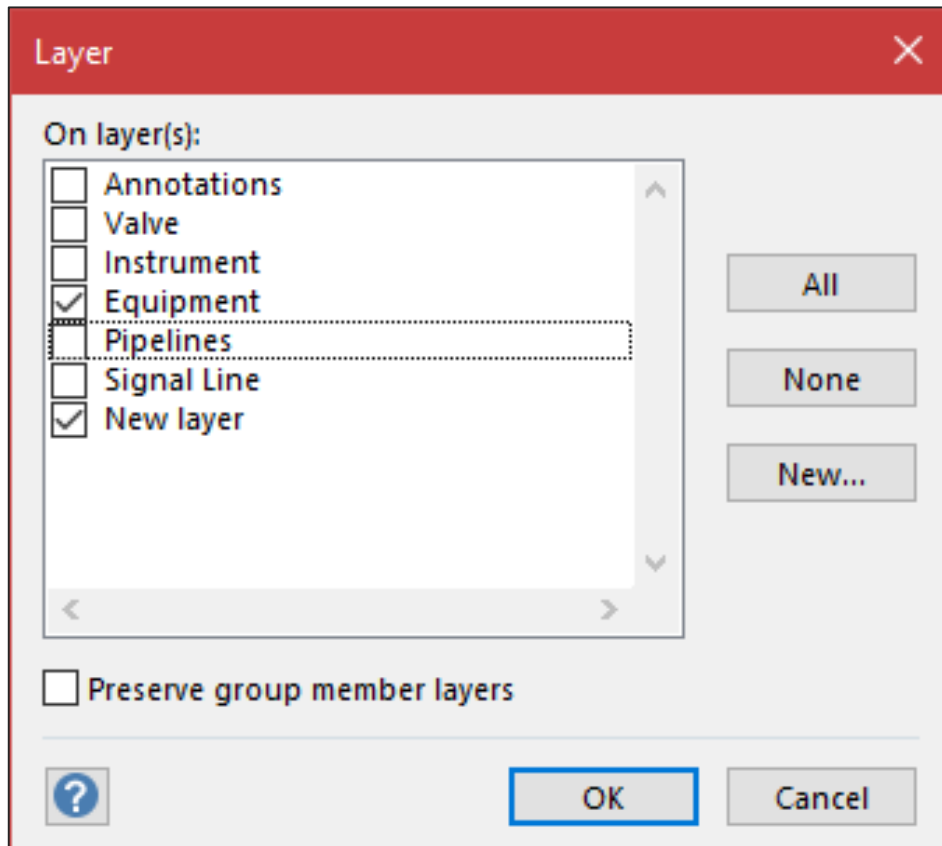 Layer
On layer(s):
Annotations
Valve
Instrument
Equipment
Pipelines
Signal Line
New layer
All
None
New...
Preserve group member layers
?
OK
Cancel